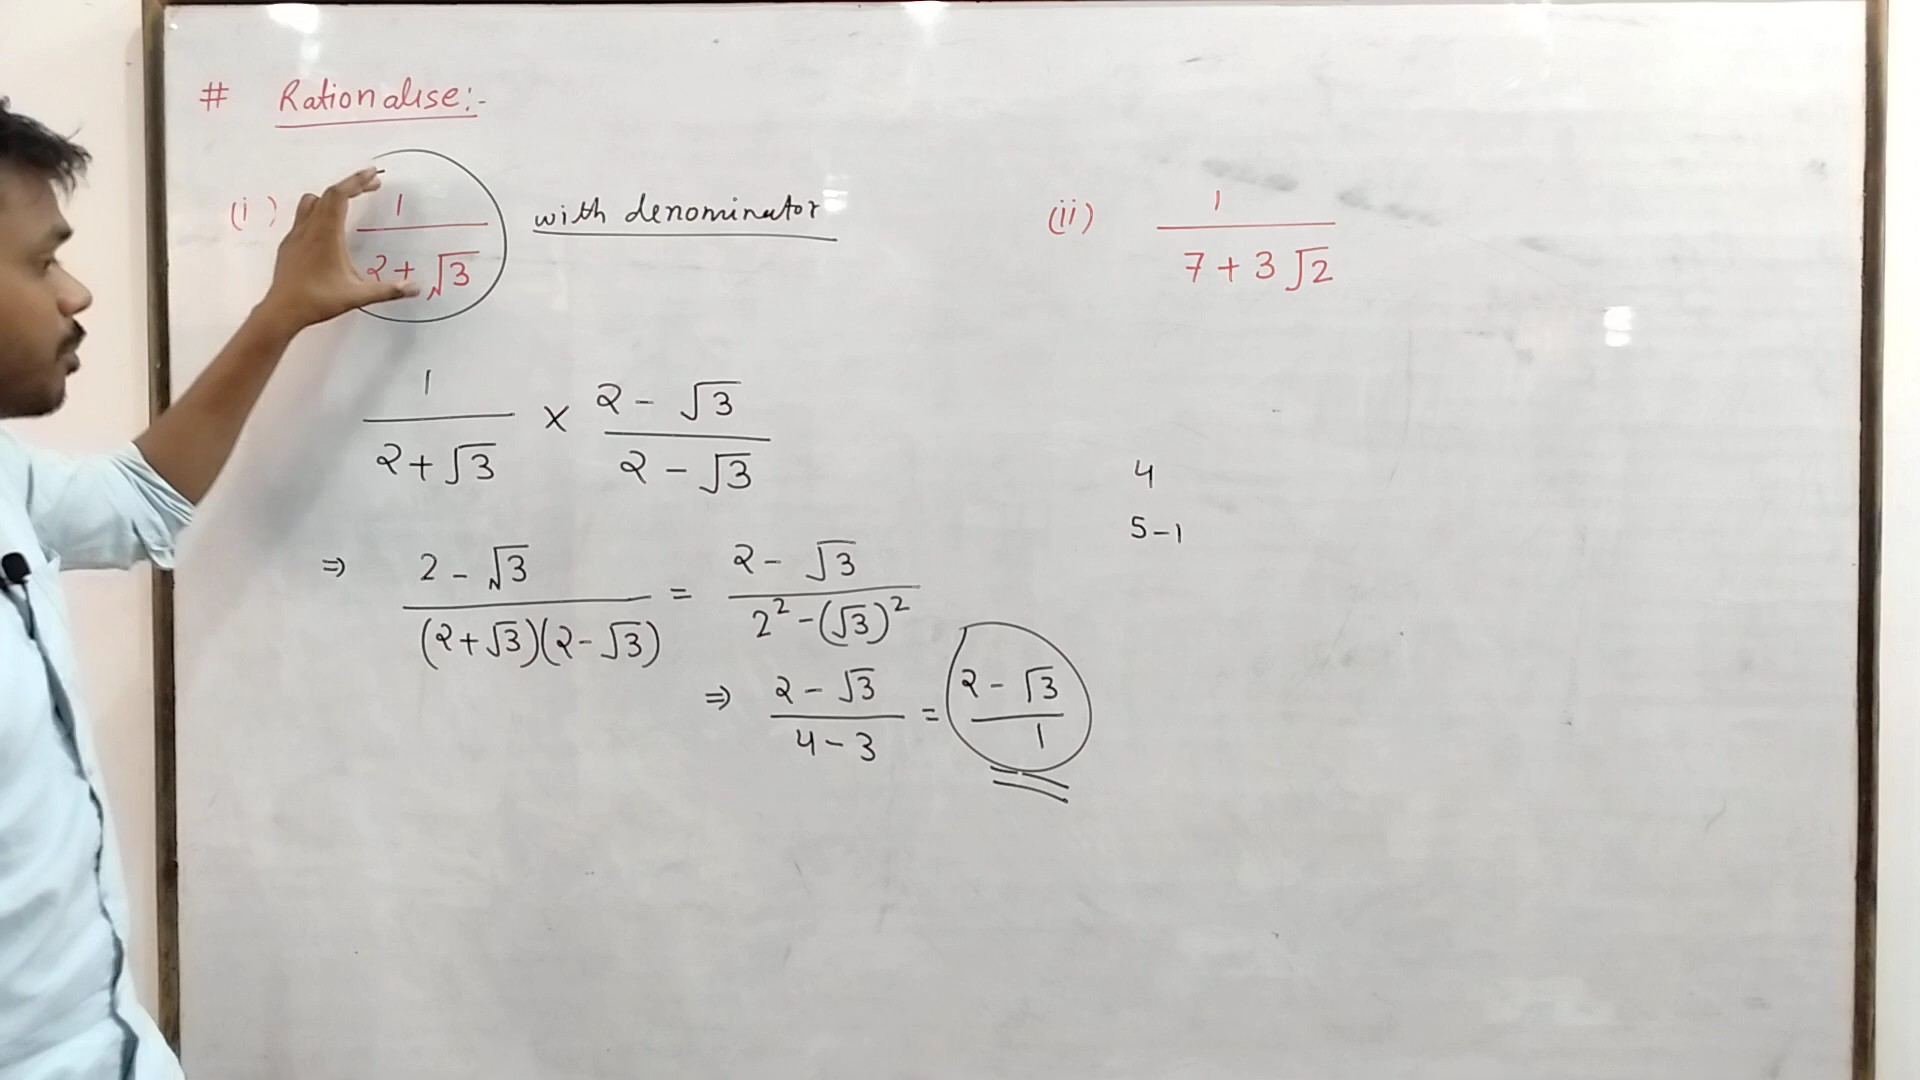 # Rationalise:-
(i) 1/(2+√3) with denominator
(ii) 1/(7+3√2)
1/(2+√3) × (2-√3)/(2-√3)
⇒ (2-√3)/((2+√3)(2-√3)) = (2-√3)/(2²-(√3)²)
⇒ (2-√3)/(4-3) = (2-√3)/1
4
5-1